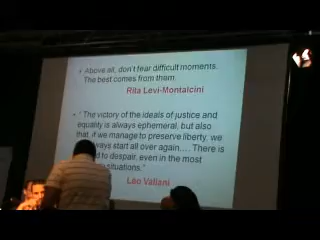 Above all, don't fear difficult moments.
The best comes from them.
Rita Levi-Montalcini
" The victory of the ideals of justice and
equality is always ephemeral, but also
that, if we manage to preserve liberty, we
start all over again.... There is
to despair, even in the most
situations."
Leo Valiani